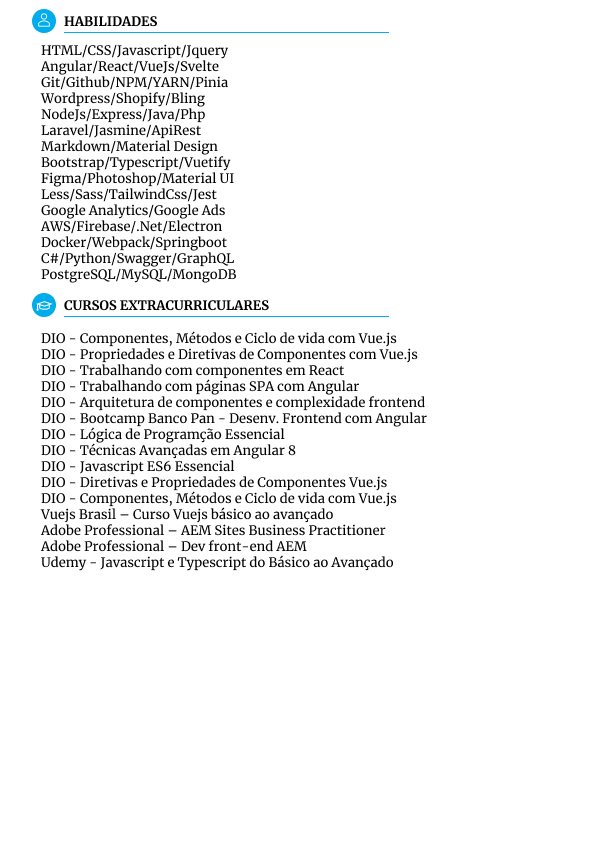 HABILIDADES
HTML/CSS/Javascript/Jquery
Angular/React/VueJs/Svelte
Git/Github/NPM/YARN/Pinia
Wordpress/Shopify/Bling
NodeJs/Express/Java/Php
Laravel/Jasmine/ApiRest
Markdown/Material Design
Bootstrap/Typescript/Vuetify
Figma/Photoshop/Material UI
Less/Sass/TailwindCss/Jest
Google Analytics/Google Ads
AWS/Firebase/.Net/Electron
Docker/Webpack/Springboot
C#/Python/Swagger/GraphQL
PostgreSQL/MySQL/MongoDB
CURSOS EXTRACURRICULARES
DIO - Componentes, Métodos e Ciclo de vida com Vue.js
DIO - Propriedades e Diretivas de Componentes com Vue.js
DIO - Trabalhando com componentes em React
DIO - Trabalhando com páginas SPA com Angular
DIO - Arquitetura de componentes e complexidade frontend
DIO - Bootcamp Banco Pan - Desenv. Frontend com Angular
DIO - Lógica de Programção Essencial
DIO - Técnicas Avançadas em Angular 8
DIO - Javascript ES6 Essencial
DIO - Diretivas e Propriedades de Componentes Vue.js
DIO - Componentes, Métodos e Ciclo de vida com Vue.js
Vuejs Brasil – Curso Vuejs básico ao avançado
Adobe Professional – AEM Sites Business Practitioner
Adobe Professional – Dev front-end AEM
Udemy - Javascript e Typescript do Básico ao Avançado